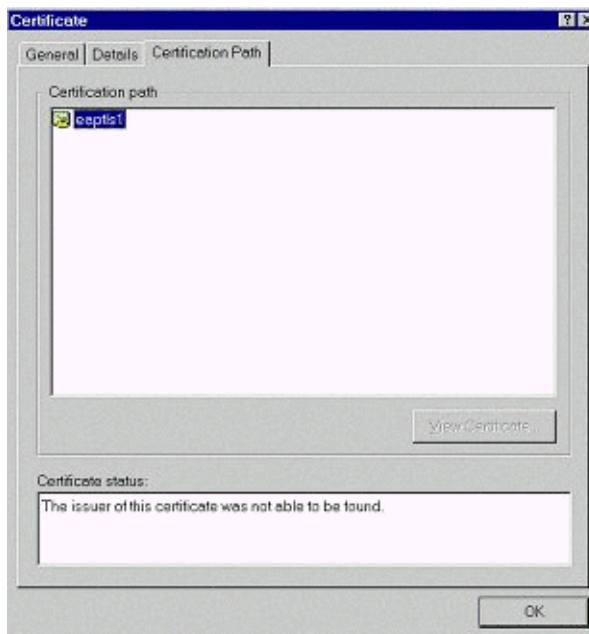 Certificate
General Details Certification Path
Certification path
eaptls1
View Certificate...
Certificate status:
The issuer of this certificate was not able to be found.
OK